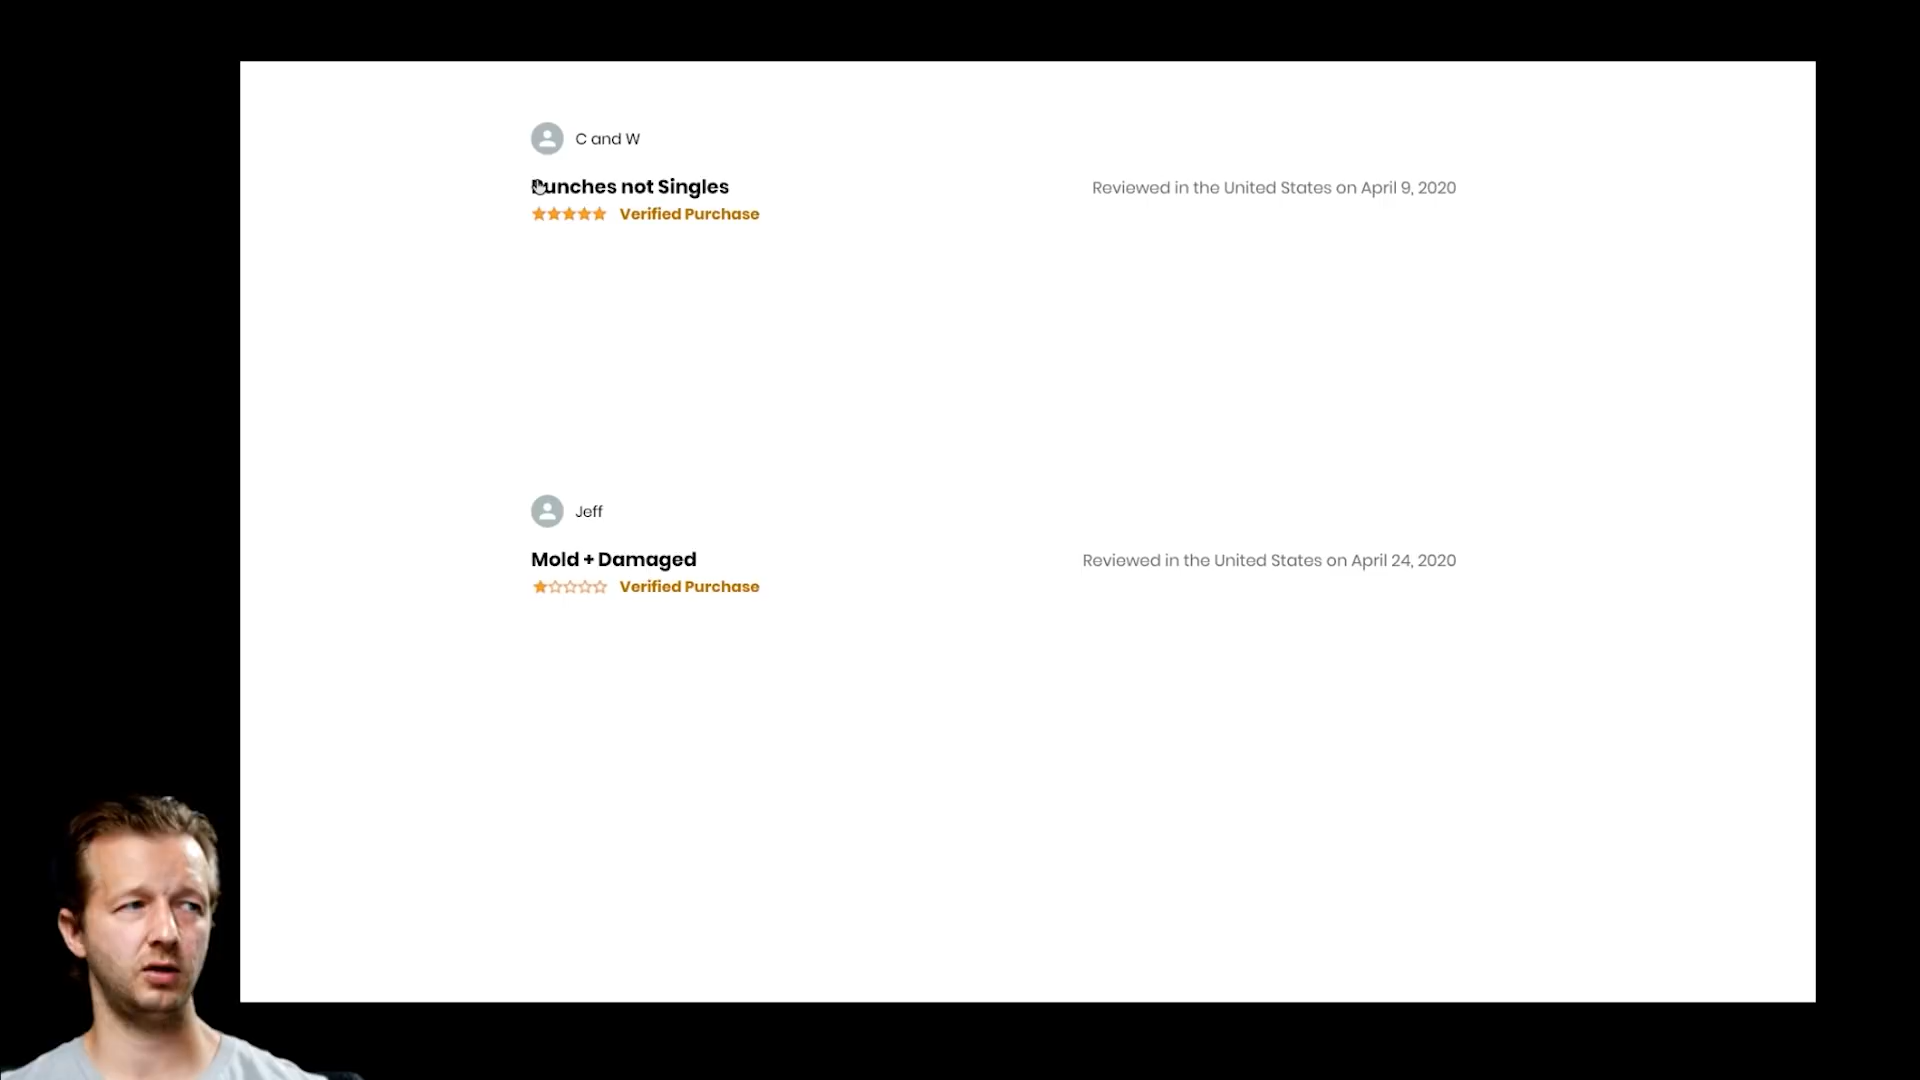 C and W
Bunches not Singles
Reviewed in the United States on April 9, 2020
Verified Purchase
Jeff
Mold + Damaged
Reviewed in the United States on April 24, 2020
Verified Purchase